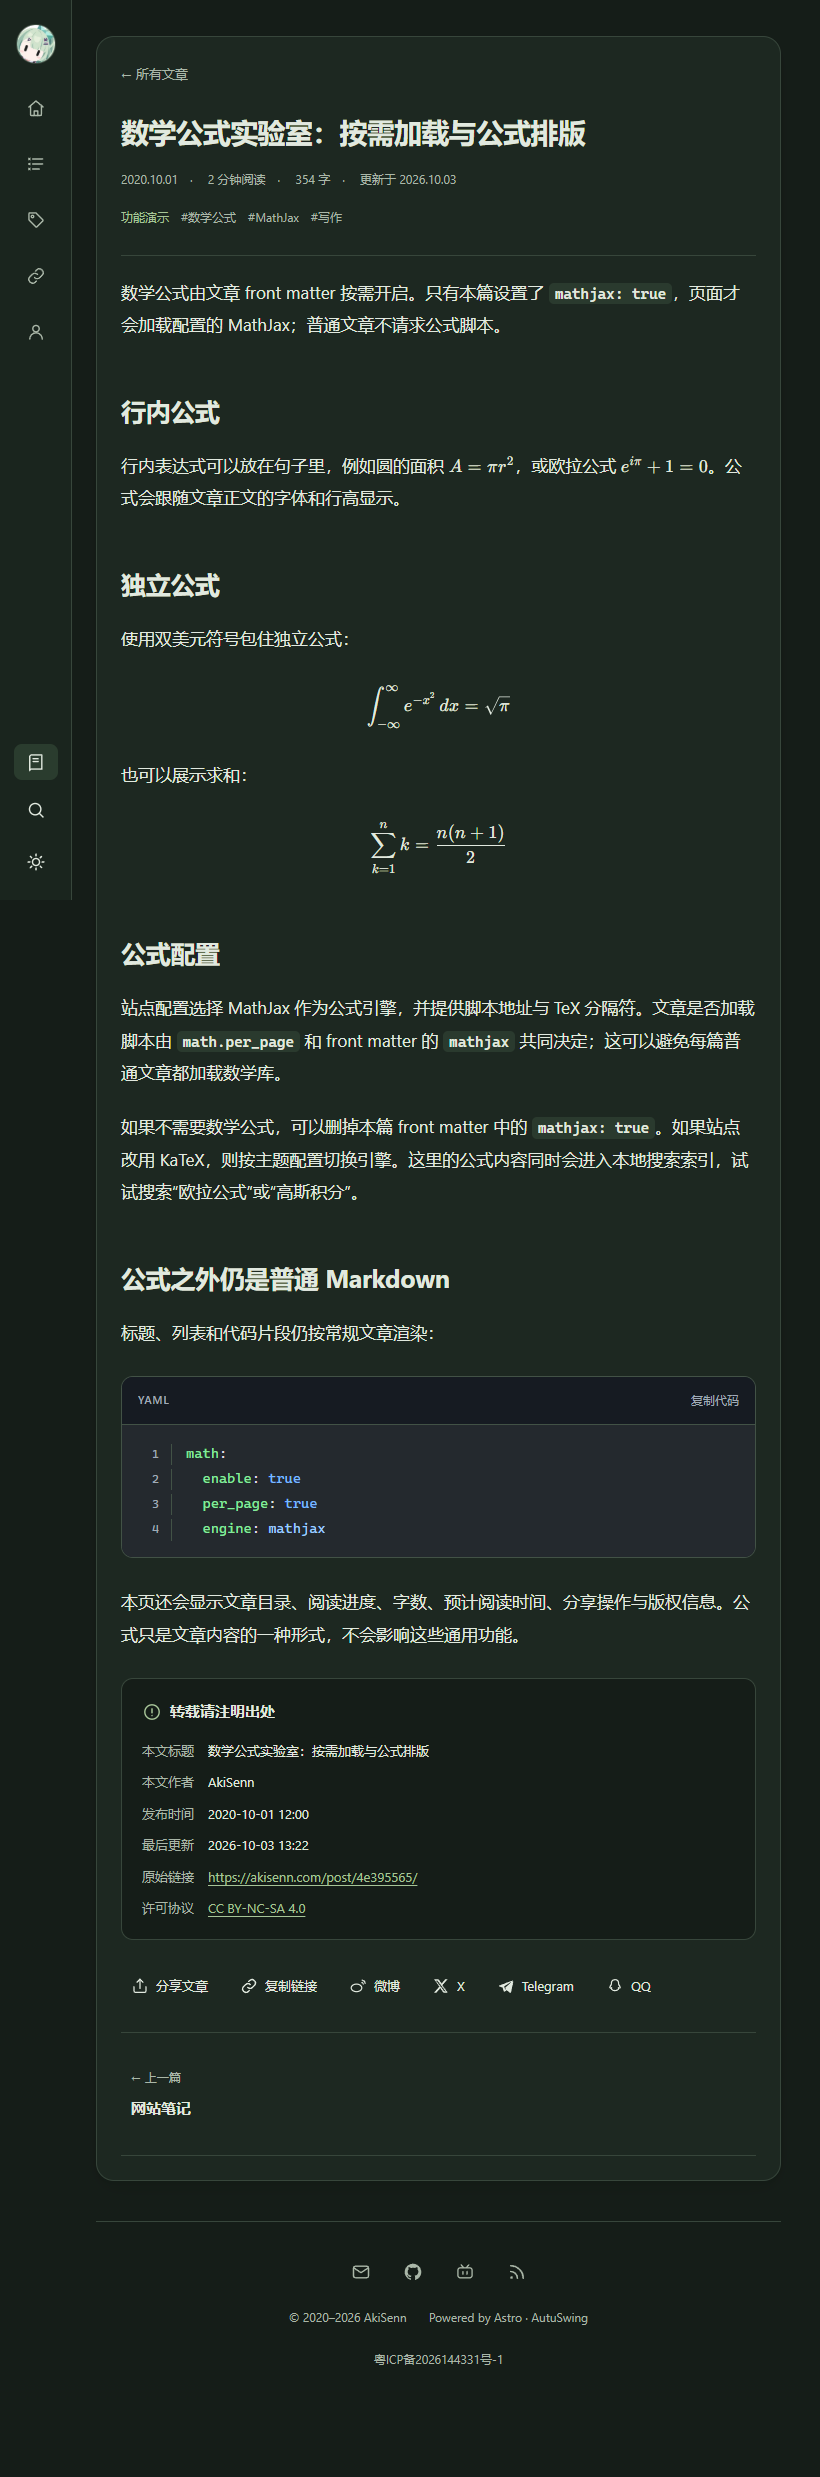 ← 所有文章
数学公式实验室：按需加载与公式排版
2020.10.01 · 2 分钟阅读 · 354 字 · 更新于 2026.10.03
功能演示 #数学公式 #MathJax #写作
数学公式由文章 front matter 按需开启。只有本篇设置了 mathjax: true，页面才
会加载配置的 MathJax；普通文章不请求公式脚本。
行内公式
行内表达式可以放在句子里，例如圆的面积 A = πr²，或欧拉公式 e^{iπ} + 1 = 0。公
式会跟随文章正文的字体和行高显示。
独立公式
使用双美元符号包住独立公式：
∫_{−∞}^{∞} e^{−x²} dx = √π
也可以展示求和：
∑_{k=1}^{n} k = n(n + 1)/2
公式配置
站点配置选择 MathJax 作为公式引擎，并提供脚本地址与 TeX 分隔符。文章是否加载
脚本由 math.per_page 和 front matter 的 mathjax 共同决定；这可以避免每篇普
通文章都加载数学库。
如果不需要数学公式，可以删掉本篇 front matter 中的 mathjax: true。如果站点
改用 KaTeX，则按主题配置切换引擎。这里的公式内容同时会进入本地搜索索引，试
试搜索“欧拉公式”或“高斯积分”。
公式之外仍是普通 Markdown
标题、列表和代码片段仍按常规文章渲染：
YAML 复制代码
1 math:
2   enable: true
3   per_page: true
4   engine: mathjax
本页还会显示文章目录、阅读进度、字数、预计阅读时间、分享操作与版权信息。公
式只是文章内容的一种形式，不会影响这些通用功能。
转载请注明出处
本文标题 数学公式实验室：按需加载与公式排版
本文作者 AkiSenn
发布时间 2020-10-01 12:00
最后更新 2026-10-03 13:22
原始链接 https://akisenn.com/post/4e395565/
许可协议 CC BY-NC-SA 4.0
分享文章 复制链接 微博 X Telegram QQ
← 上一篇
网站笔记
© 2020–2026 AkiSenn Powered by Astro · AutuSwing
粤ICP备2026144331号-1